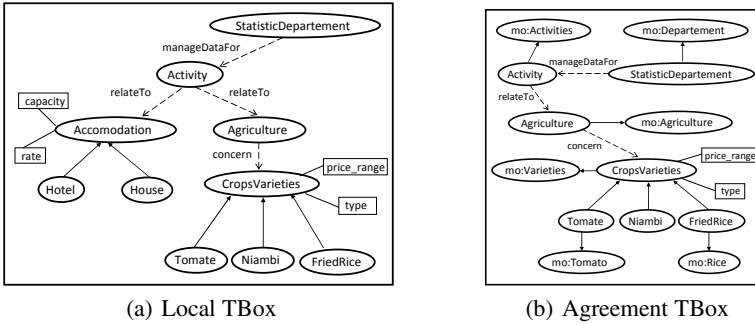 StatisticDepartement
manageDataFor
Activity
relateTo
relateTo
capacity
Accomodation
Agriculture
rate
concern
price_range
Hotel
House
CropsVarieties
type
Tomate
Niambi
FriedRice
(a) Local TBox
mo:Activities
mo:Departement
manageDataFor
Activity
StatisticDepartement
relateTo
Agriculture
mo:Agriculture
concern
price_range
mo:Varieties
CropsVarieties
type
Tomate
Niambi
FriedRice
mo:Tomato
mo:Rice
(b) Agreement TBox